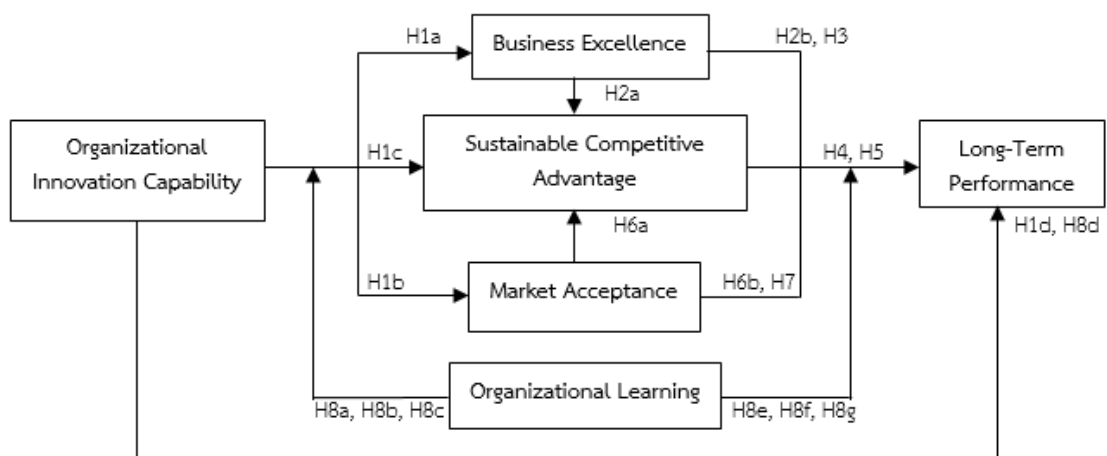 H1a
Business Excellence
H2b, H3
H2a
Organizational
Innovation Capability
H1c
Sustainable Competitive
Advantage
H4, H5
Long-Term
Performance
H6a
H1d, H8d
H1b
Market Acceptance
H6b, H7
Organizational Learning
H8a, H8b, H8c
H8e, H8f, H8g